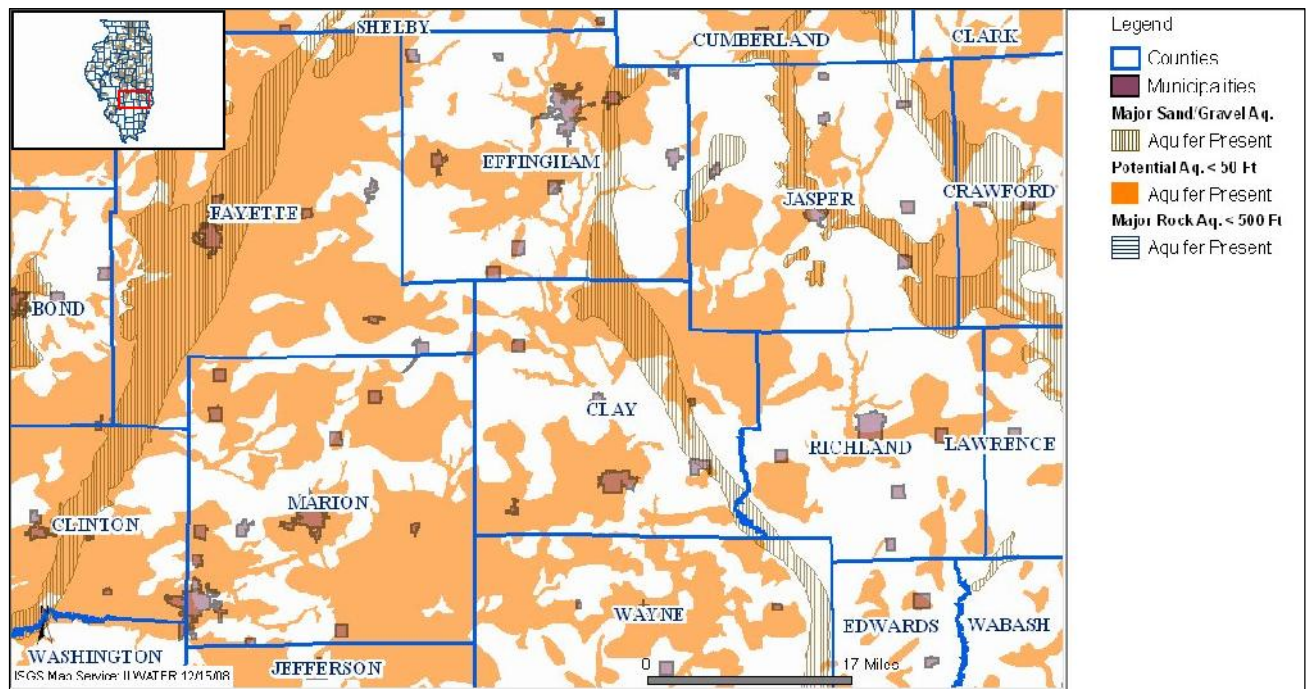 SHELBY
CUMBERLAND
CLARK
EFFINGHAM
FAYETTE
JASPER
CRAWFORD
BOND
CLAY
RICHLAND
LAWRENCE
MARION
CLINTON
WAYNE
EDWARDS
WABASH
WASHINGTON
JEFFERSON
0 17 Miles
ISGS Map Service: ILWATER 12/15/08
Legend
Counties
Municipalities
Major Sand/Gravel Aq.
Aquifer Present
Potential Aq. < 50 Ft
Aquifer Present
Major Rock Aq. < 500 Ft
Aquifer Present